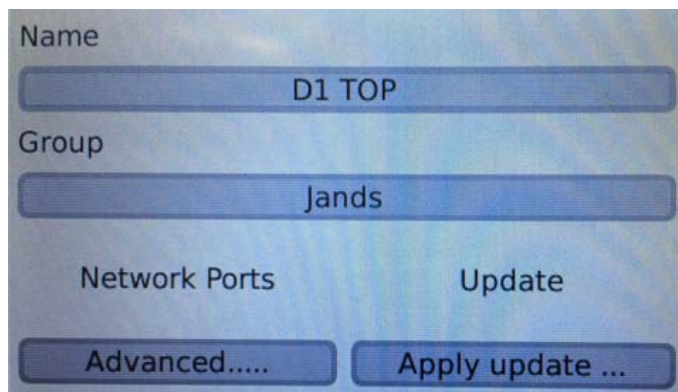 Name
D1 TOP
Group
Jands
Network Ports Update
Advanced..... Apply update ...